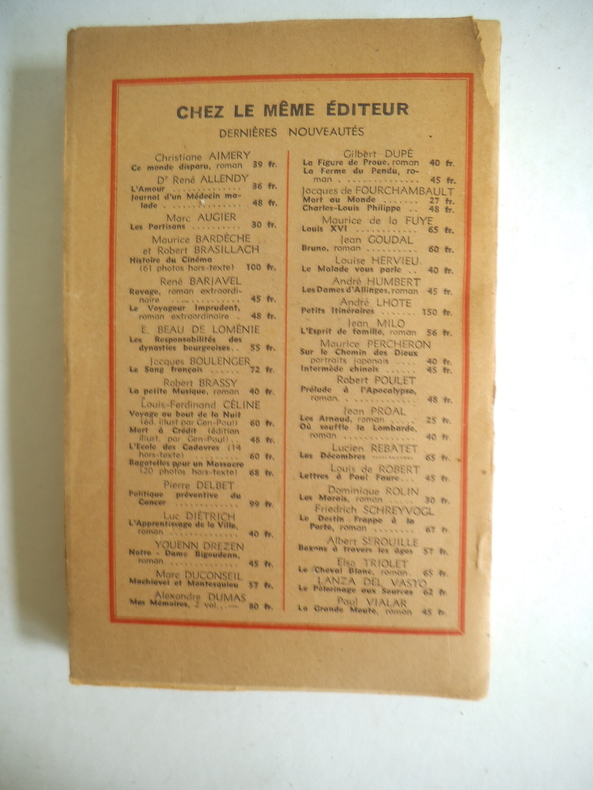 CHEZ LE MÊME ÉDITEUR
DERNIÈRES NOUVEAUTÉS
Christiane AIMERY
Ce monde disparu, roman 39 fr.
Dr René ALLENDY
L'Amour .............. 36 fr.
Journal d'un Médecin ma-
lade . .............. 48 fr.
Marc AUGIER
Les Partisans .......... 30 fr.
Maurice BARDÈCHE
et Robert BRASILLACH
Histoire du Cinéma
(61 photos hors-texte) 100 fr.
René BARJAVEL
Ravage, roman extraordi-
naire ............... 45 fr.
Le Voyageur Imprudent,
roman extraordinaire .. 48 fr.
E. BEAU DE LOMÉNIE
Les Responsabilités des
dynasties bourgeoises.. 55 fr.
Jacques BOULENGER
Le Sang français ...... 72 fr.
Robert BRASSY
La petite Musique, roman 40 fr.
Louis-Ferdinand CÉLINE
Voyage au bout de la Nuit
(éd. illust par Gen-Paul) 60 fr.
Mort à Crédit (édition
illust. par Gen-Paul) .. 46 fr.
L'Ecole des Cadavres (14
hors-texte) .......... 60 fr.
Bagatelles pour un Massacre
(20 photos hors-texte) 68 fr.
Pierre DELBET
Politique préventive du
Cancer .............. 99 fr.
Luc DIÉTRICH
L'Apprentissage de la Ville,
roman .............. 40 fr.
YOUENN DREZEN
Notre - Dame Bigoudenn,
roman .............. 45 fr.
Marc DUCONSEIL
Machiavel et Montesquieu 57 fr.
Alexandre DUMAS
Mes Mémoires, 2 vol. .... 80 fr.
Gilbert DUPÉ
La Figure de Proue, roman 40 fr.
La Ferme du Pendu, ro-
man . .............. 45 fr.
Jacques de FOURCHAMBAULT
Mort au Monde ....... 27 fr.
Charles-Louis Philippe .. 48 fr.
Maurice de la FUYE
Louis XVI ............ 65 fr.
Jean GOUDAL
Bruno, roman .......... 60 fr.
Louise HERVIEU
Le Malade vous parle .. 40 fr.
André HUMBERT
Les Dames d'Allinges, roman 45 fr.
André LHOTE
Petits Itinéraires ....... 150 fr.
Jean MILO
L'Esprit de famille, roman 56 fr.
Maurice PERCHERON
Sur le Chemin des Dieux
portraits japonais .... 40 fr.
Intermède chinois ...... 45 fr.
Robert POULET
Prélude à l'Apocalypse,
roman. .............. 48 fr.
Jean PROAL
Les Arnaud, roman .... 25 fr.
Où souffle la Lombarde,
roman .............. 40 fr.
Lucien REBATET
Les Décombres .......... 65 fr.
Louis de ROBERT
Lettres à Paul Faure... 45 fr.
Dominique ROLIN
Les Marais, roman ..... 30 fr.
Friedrich SCHREYVOGL
Le Destin Frappe à la
Porte, roman ........ 67 fr.
Albert SEROUILLE
Bazons à travers les âges 57 fr.
Elsa TRIOLET
Le Cheval Blanc, roman. 65 fr.
LANZA DEL VASTO
Le Pèlerinage aux Sources 62 fr.
Paul VIALAR
La Grande Meute, roman 45 fr.